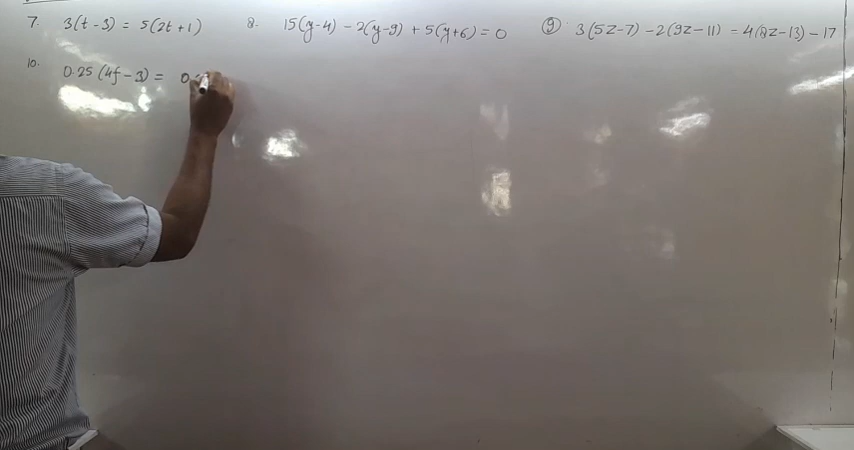 7. 3(t-3) = 5(2t+1) 8. 15(y-4) -2(y-9) +5(y+6) = 0 9. 3(5z-7) -2(9z-11) = 4(8z-13) -17
10. 0.25(4f-3) = 0.